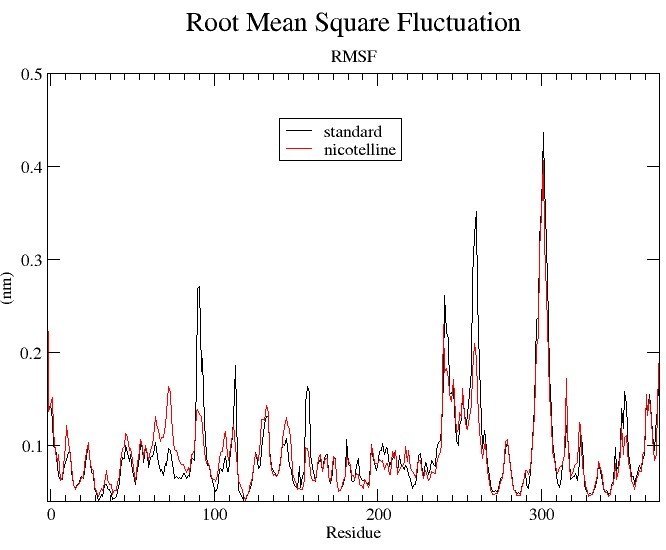 Root Mean Square Fluctuation
RMSF
0.5
standard
nicotelline
0.4
0.3
(nm)
0.2
0.1
0 100 200 300
Residue